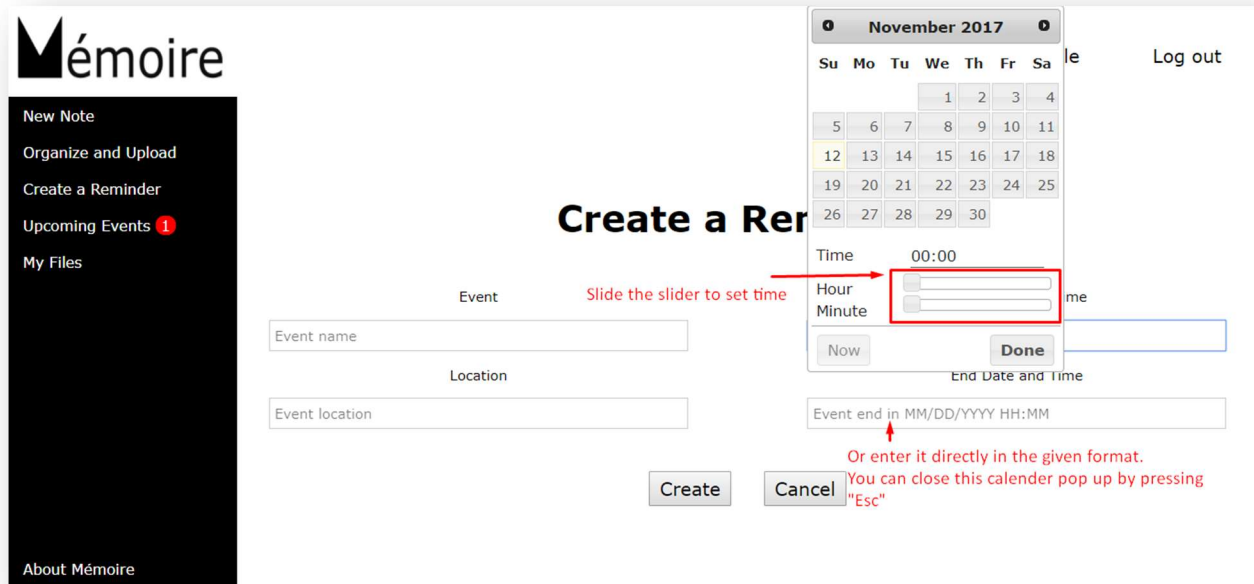 Mémoire
le
Log out
New Note
Organize and Upload
Create a Reminder
Upcoming Events 1
My Files
About Mémoire
November 2017
Su Mo Tu We Th Fr Sa
1 2 3 4
5 6 7 8 9 10 11
12 13 14 15 16 17 18
19 20 21 22 23 24 25
26 27 28 29 30
Time 00:00
Hour
Minute
Now Done
Create a Rer
Slide the slider to set time
Event
me
Event name
Location
End Date and Time
Event location
Event end in MM/DD/YYYY HH:MM
Or enter it directly in the given format.
You can close this calender pop up by pressing
"Esc"
Create Cancel